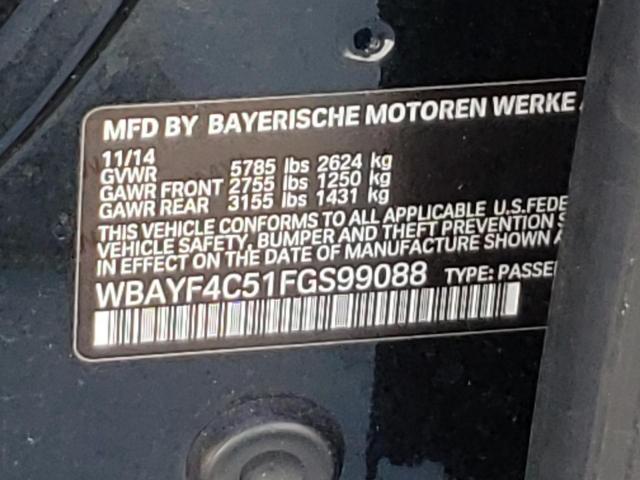 MFD BY BAYERISCHE MOTOREN WERKE
11/14
GVWR 5785 lbs 2624 kg
GAWR FRONT 2755 lbs 1250 kg
GAWR REAR 3155 lbs 1431 kg
THIS VEHICLE CONFORMS TO ALL APPLICABLE U.S.FEDE
VEHICLE SAFETY, BUMPER AND THEFT PREVENTION S
IN EFFECT ON THE DATE OF MANUFACTURE SHOWN A
WBAYF4C51FGS99088 TYPE: PASSE